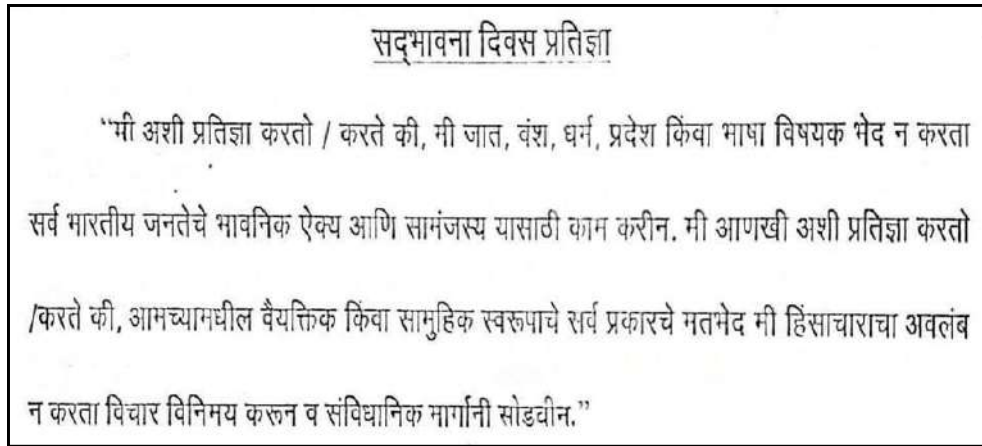 सद्‌भावना दिवस प्रतिज्ञा
“मी अशी प्रतिज्ञा करतो / करते की, मी जात, वंश, धर्म, प्रदेश किंवा भाषा विषयक भेद न करता
सर्व भारतीय जनतेचे भावनिक ऐक्य आणि सामंजस्य यासाठी काम करीन. मी आणखी अशी प्रतिज्ञा करतो
/करते की, आमच्यामधील वैयक्तिक किंवा सामुहिक स्वरूपाचे सर्व प्रकारचे मतभेद मी हिंसाचाराचा अवलंब
न करता विचार विनिमय करून व संविधानिक मार्गानी सोडवीन.”